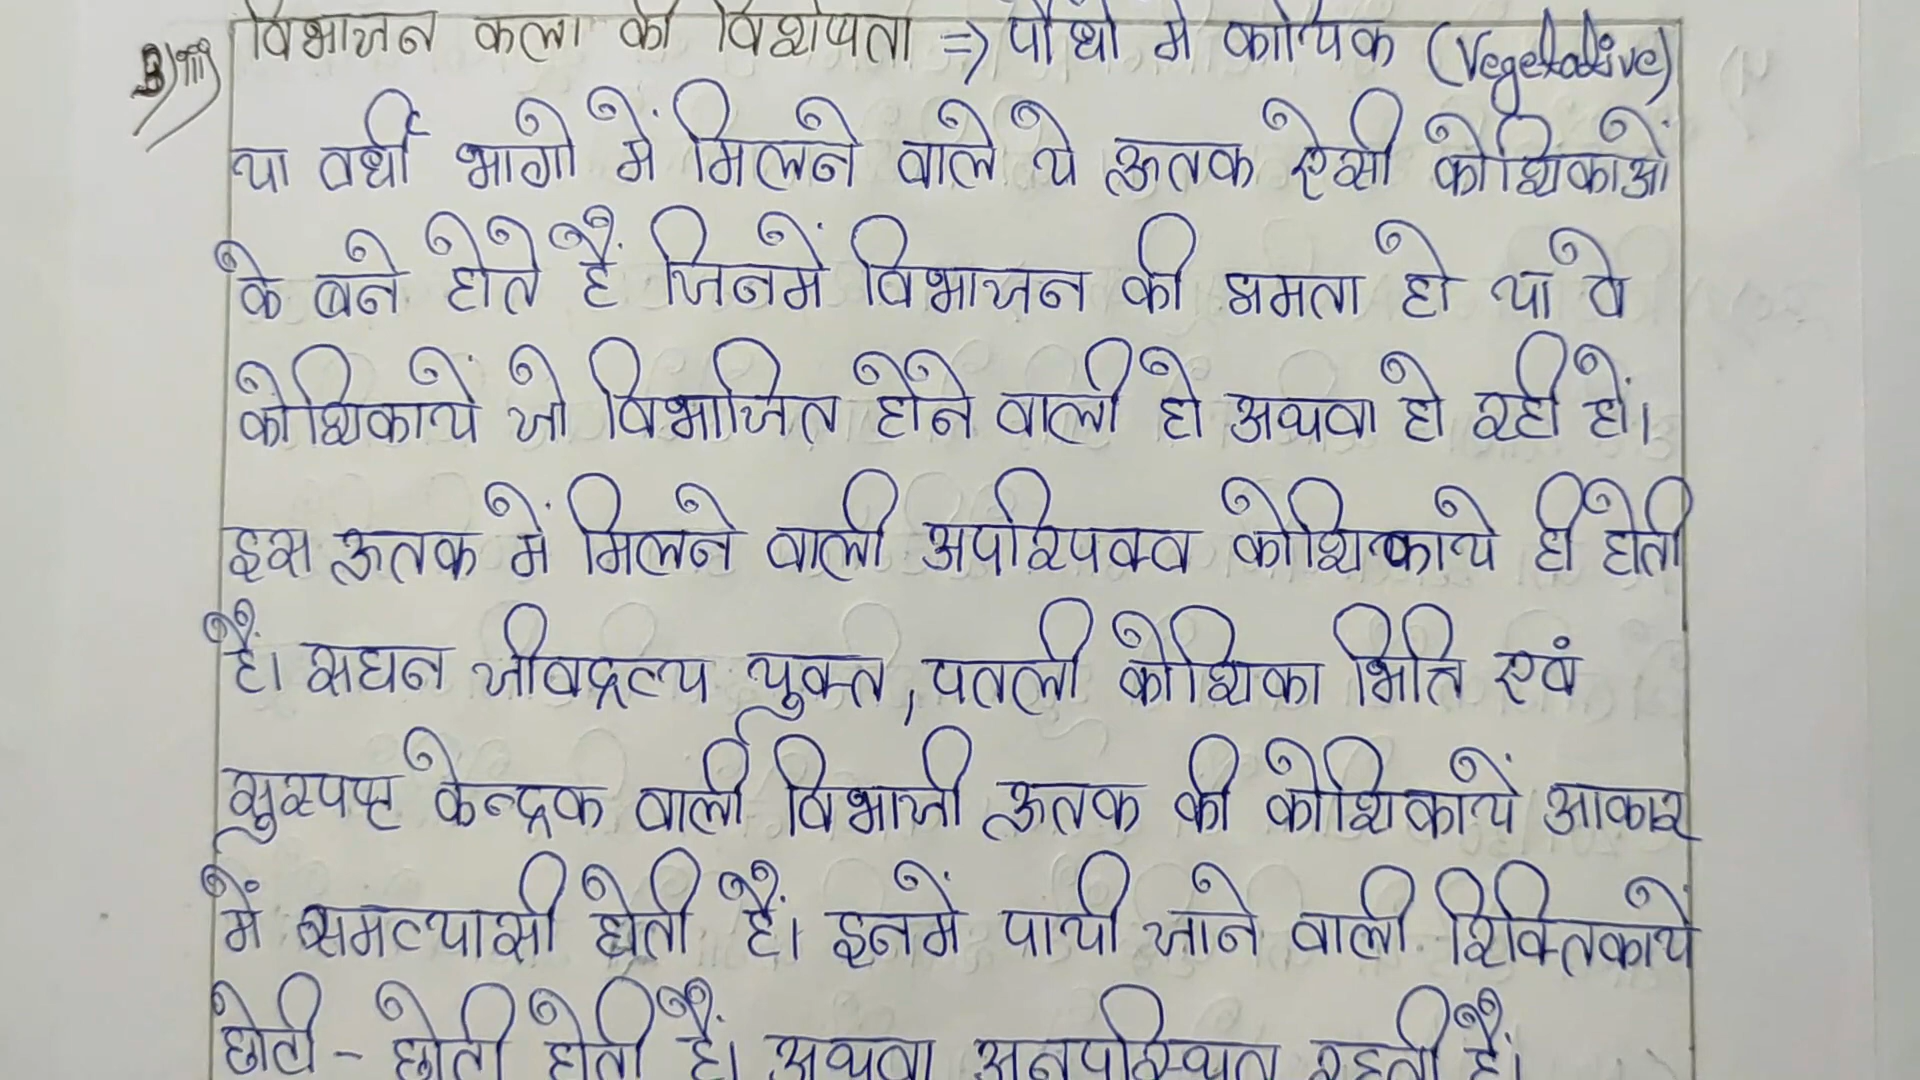 3)iii) विभाजन कला की विशेषता => पौधों में कायिक (Vegetative)
या वर्धी भागों में मिलने वाले ये ऊतक ऐसी कोशिकाओं
के बने होते हैं जिनमें विभाजन की क्षमता हो या वे
कोशिकायें जो विभाजित होने वाली हो अथवा हो रही हों।
इस ऊतक में मिलने वाली अपरिपक्व कोशिकाये ही होती
हैं। सघन जीवद्रव्य युक्त, पतली कोशिका भित्ति एवं
सुस्पष्ट केन्द्रक वाली विभाजी ऊतक की कोशिकायें आकार
में समव्यासी होती हैं। इनमें पायी जाने वाली रिक्तिकायें
छोटी - छोटी होती हैं। अथवा अनुपस्थित रहती हैं।